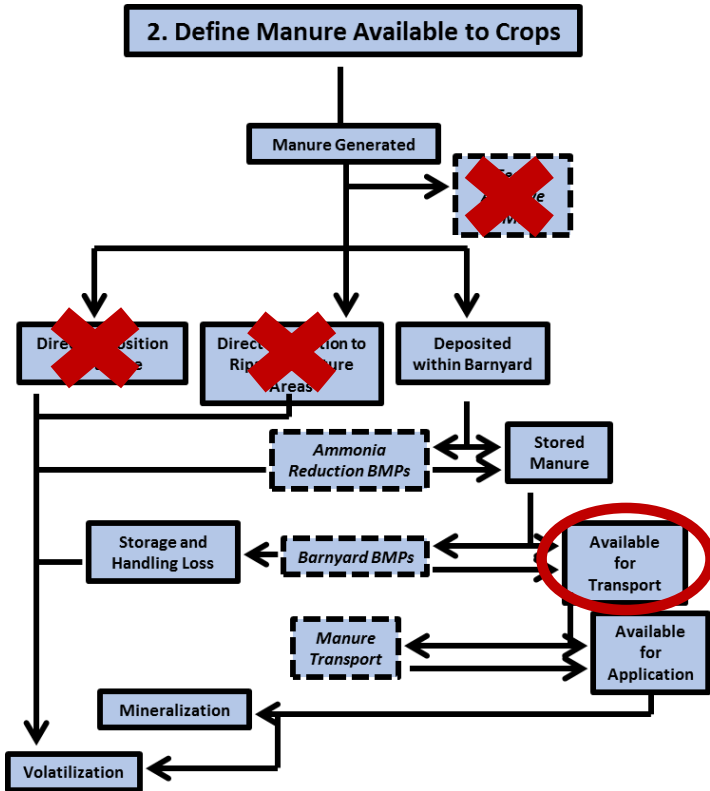 2. Define Manure Available to Crops
Manure Generated
Deposited
within Barnyard
Areas
Ammonia
Reduction BMPs
Stored
Manure
Storage and
Handling Loss
Barnyard BMPs
Available
for
Transport
Manure
Transport
Available
for
Application
Mineralization
Volatilization